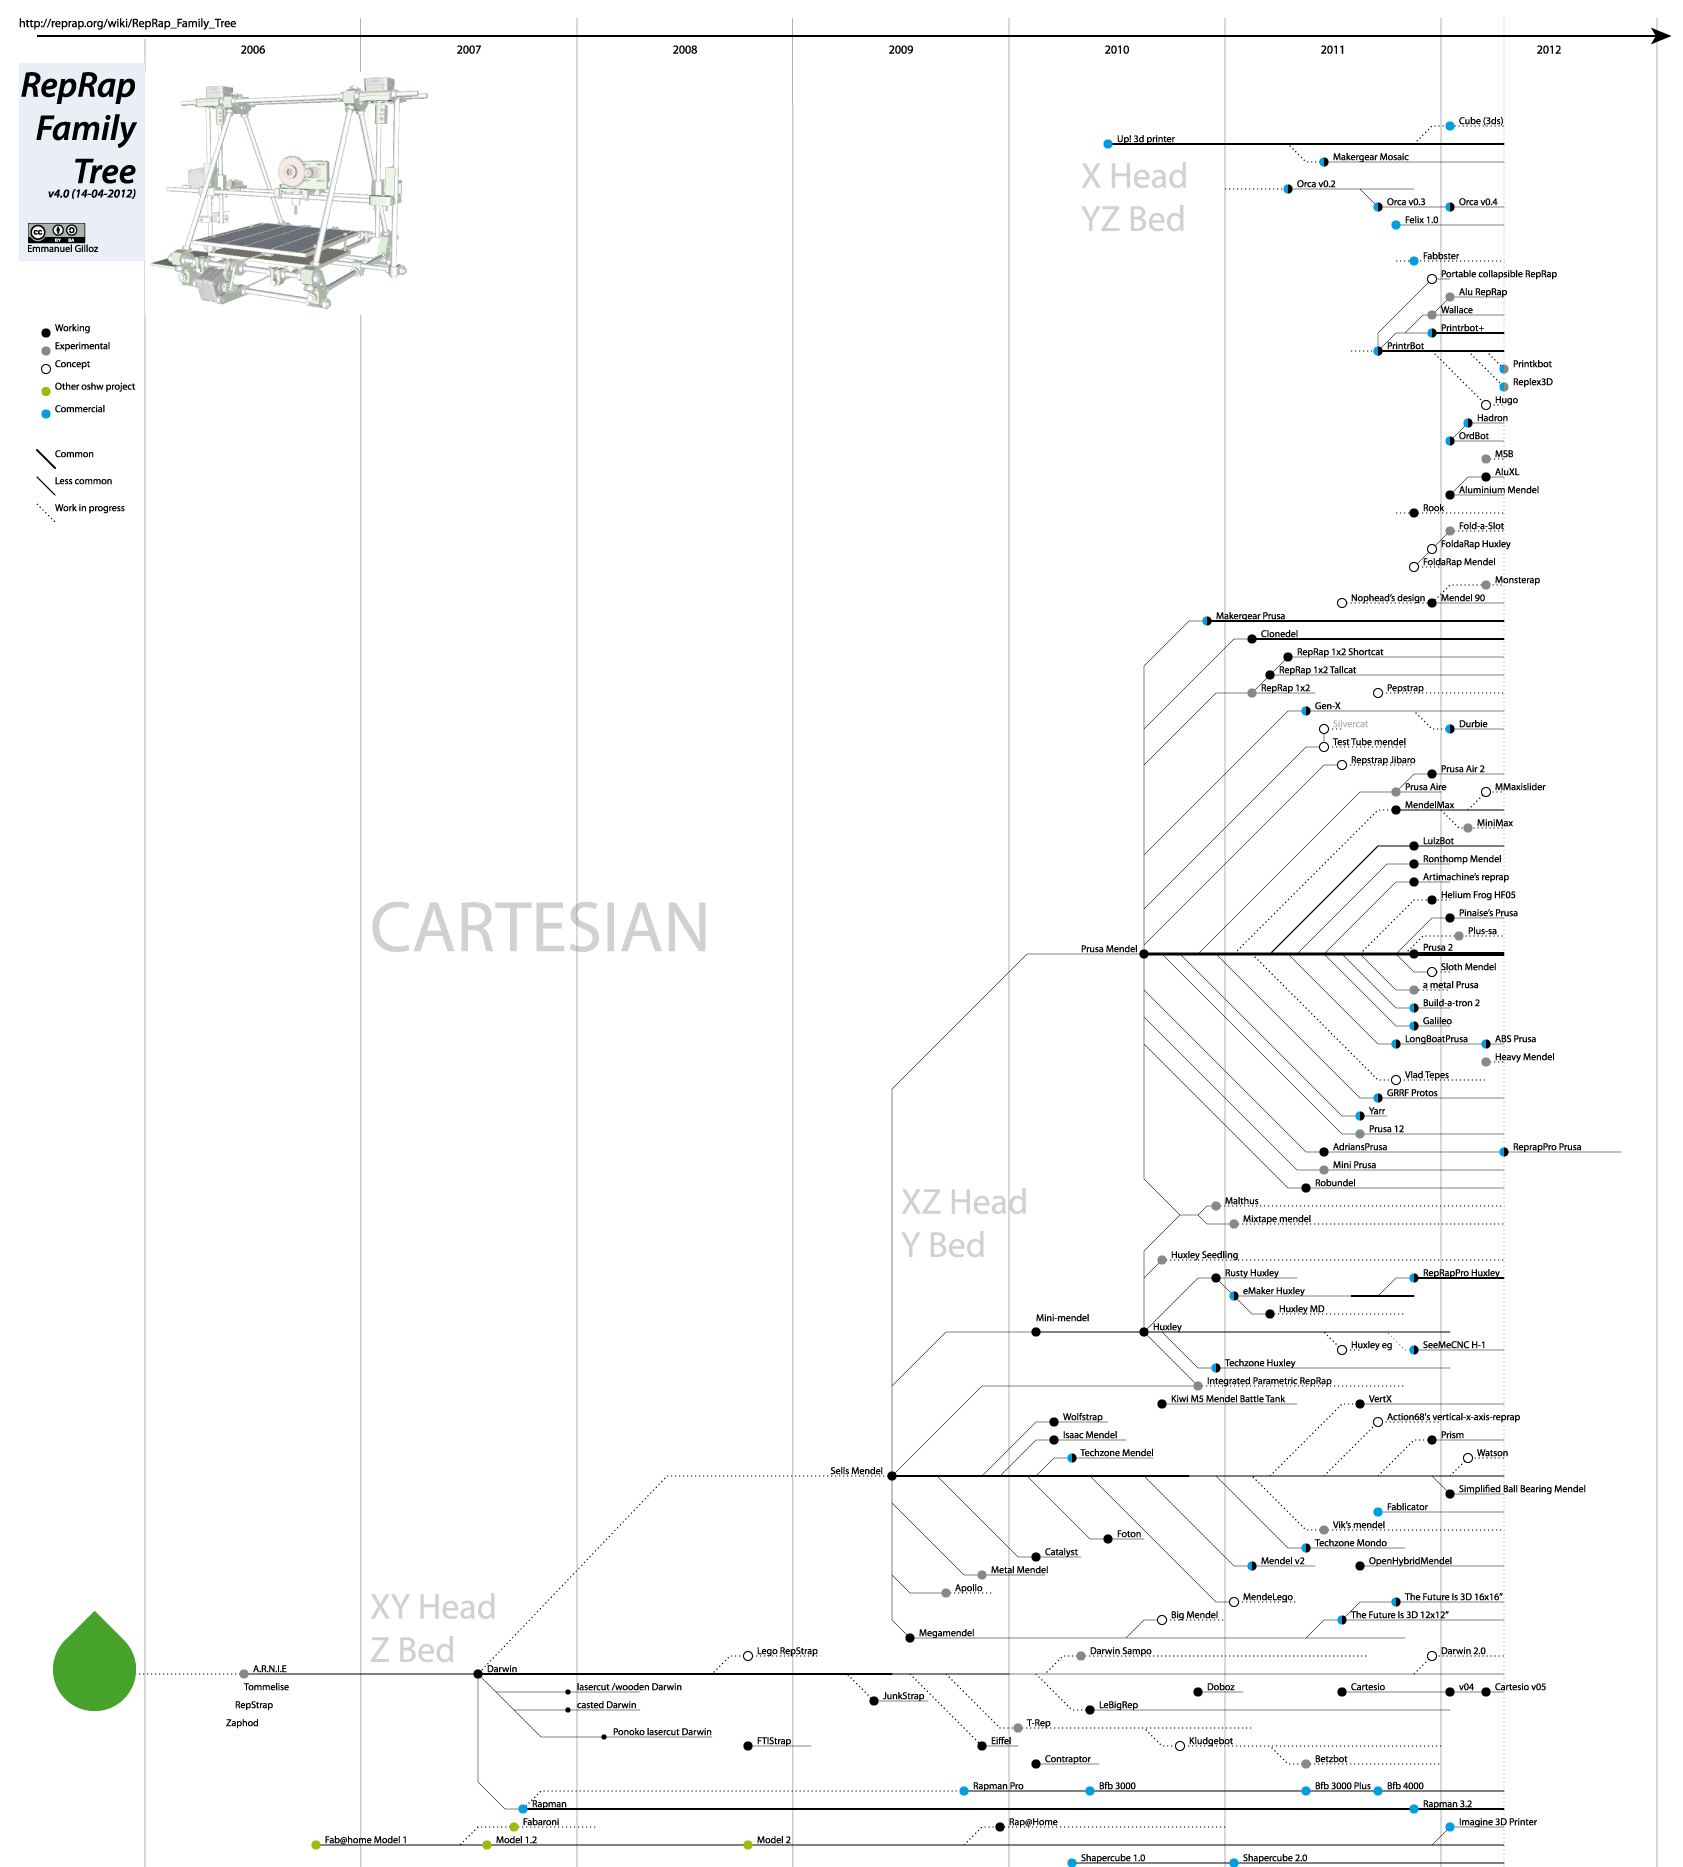 http://reprap.org/wiki/RepRap_Family_Tree
2006
2007
2008
2009
2010
2011
2012
RepRap
Family
Tree
v4.0 (14-04-2012)
cc
BY SA
Emmanuel Gilloz
Working
Experimental
Concept
Other oshw project
Commercial
Common
Less common
Work in progress
Cube (3ds)
Up! 3d printer
Makergear Mosaic
X Head
YZ Bed
Orca v0.2
Orca v0.3
Orca v0.4
Felix 1.0
Fabbster
Portable collapsible RepRap
Alu RepRap
Wallace
Printrbot+
PrintrBot
Printkbot
Replex3D
Hugo
Hadron
OrdBot
MSB
AluXL
Aluminium Mendel
Rook
Fold-a-Slot
FoldaRap Huxley
FoldaRap Mendel
Monsterap
Nophead's design
Mendel 90
Makergear Prusa
Clonedel
RepRap 1x2 Shortcat
RepRap 1x2 Tallcat
RepRap 1x2
Pepstrap
Gen-X
Silvercat
Durbie
Test Tube mendel
Repstrap Jibaro
Prusa Air 2
Prusa Aire
MMaxislider
MendelMax
MiniMax
LulzBot
Ronthomp Mendel
Artimachine's reprap
Helium Frog HF05
Pinaise's Prusa
Plus-sa
CARTESIAN
Prusa Mendel
Prusa 2
Sloth Mendel
a metal Prusa
Build-a-tron 2
Galileo
LongBoatPrusa
ABS Prusa
Heavy Mendel
Vlad Tepes
GRRF Protos
Yarr
Prusa 12
AdriansPrusa
ReprapPro Prusa
Mini Prusa
Robundel
XZ Head
Y Bed
Malthus
Mixtape mendel
Huxley Seedling
Rusty Huxley
RepRapPro Huxley
eMaker Huxley
Huxley MD
Mini-mendel
Huxley
Huxley eg
SeeMeCNC H-1
Techzone Huxley
Integrated Parametric RepRap
Kiwi M5 Mendel Battle Tank
VertX
Wolfstrap
Action68's vertical-x-axis-reprap
Isaac Mendel
Prism
Techzone Mendel
Watson
Sells Mendel
Simplified Ball Bearing Mendel
Fablicator
Vik's mendel
Foton
Techzone Mondo
Catalyst
Mendel v2
OpenHybridMendel
Metal Mendel
Apollo
MendeLego
The Future Is 3D 16x16"
XY Head
Z Bed
Big Mendel
The Future Is 3D 12x12"
Megamendel
Lego RepStrap
Darwin Sampo
Darwin 2.0
A.R.N.I.E
Darwin
Tommelise
RepStrap
Zaphod
lasercut /wooden Darwin
casted Darwin
Ponoko lasercut Darwin
JunkStrap
Doboz
Cartesio
v04
Cartesio v05
LeBigRep
T-Rep
FTIStrap
Eiffel
Kludgebot
Contraptor
Betzbot
Rapman Pro
Bfb 3000
Bfb 3000 Plus
Bfb 4000
Rapman
Rapman 3.2
Fabaroni
Rap@Home
Imagine 3D Printer
Fab@home Model 1
Model 1.2
Model 2
Shapercube 1.0
Shapercube 2.0